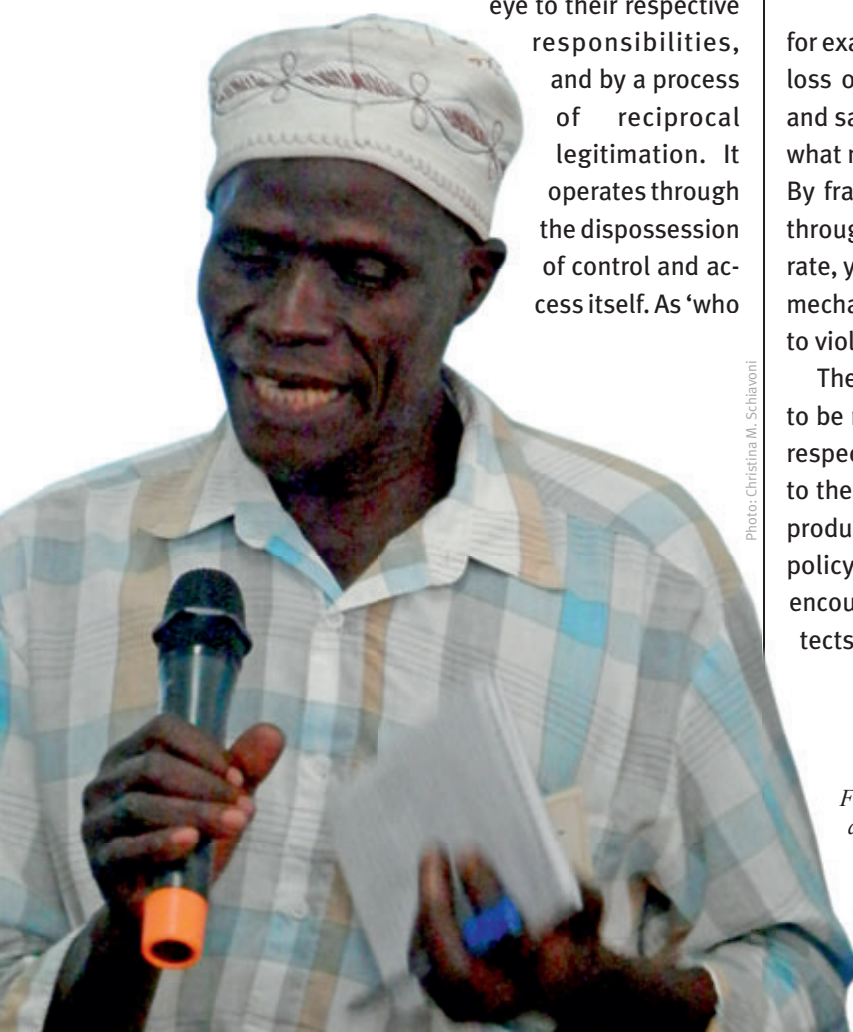 eye to their respective
responsibilities,
and by a process
of reciprocal
legitimation. It
operates through
the dispossession
of control and ac-
cess itself. As ‘who
Photo: Christina M. Schiavoni
for exa
loss o
and sa
what r
By fra
throug
rate, y
mecha
to viol
The
to be
respec
to the
produ
policy
encou
tects
F